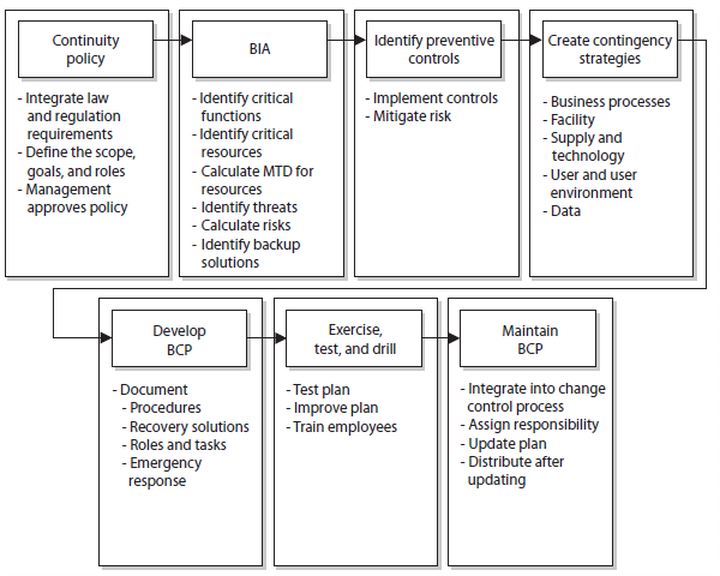 Continuity
policy
- Integrate law
and regulation
requirements
- Define the scope,
goals, and roles
- Management
approves policy
BIA
- Identify critical
functions
- Identify critical
resources
- Calculate MTD for
resources
- Identify threats
- Calculate risks
- Identify backup
solutions
Identify preventive
controls
- Implement controls
- Mitigate risk
Create contingency
strategies
- Business processes
- Facility
- Supply and
technology
- User and user
environment
- Data
Develop
BCP
- Document
- Procedures
- Recovery solutions
- Roles and tasks
- Emergency
response
Exercise,
test, and drill
- Test plan
- Improve plan
- Train employees
Maintain
BCP
- Integrate into change
control process
- Assign responsibility
- Update plan
- Distribute after
updating